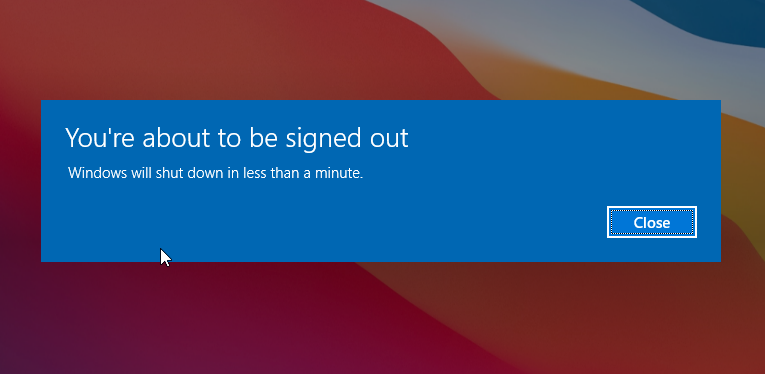 You're about to be signed out
Windows will shut down in less than a minute.
Close